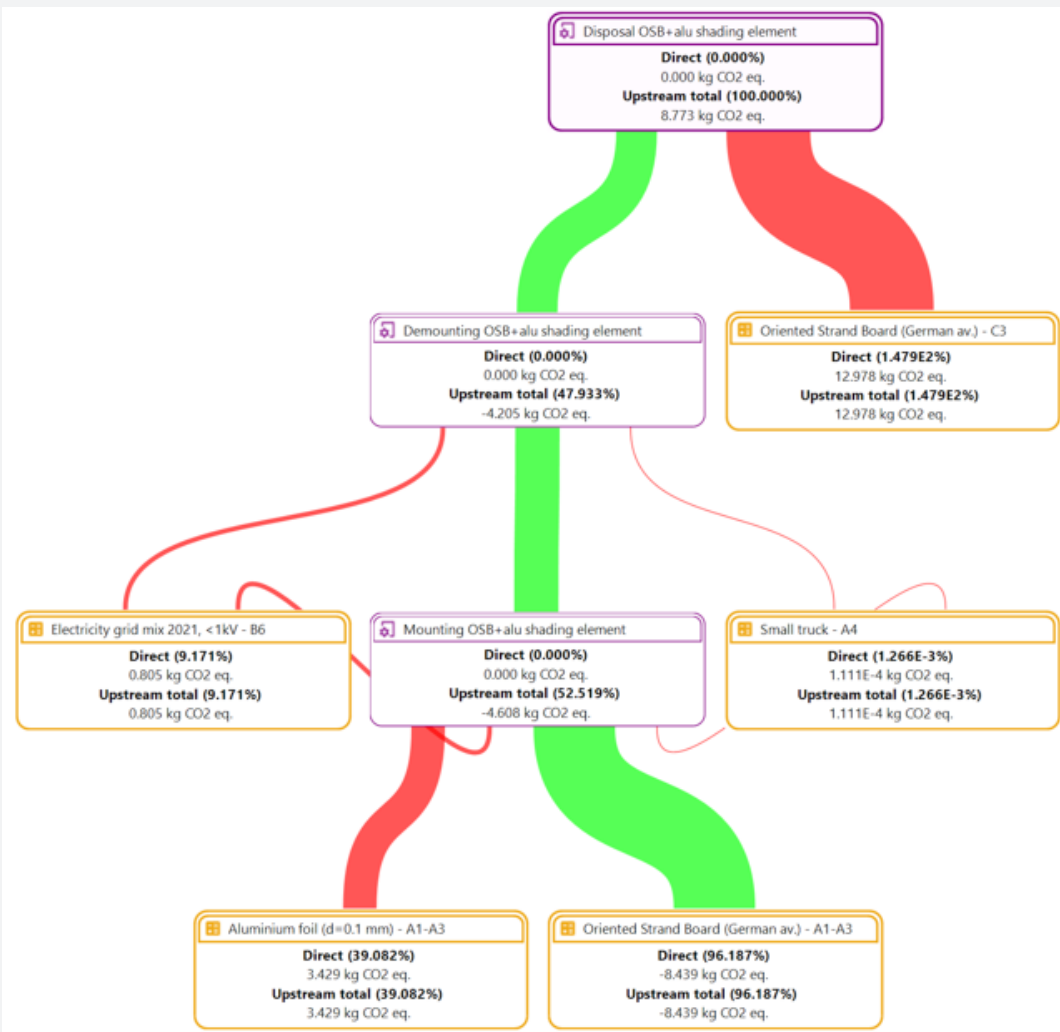 Disposal OSB+alu shading element
Direct (0.000%)
0.000 kg CO2 eq.
Upstream total (100.000%)
8.773 kg CO2 eq.
Demounting OSB+alu shading element
Direct (0.000%)
0.000 kg CO2 eq.
Upstream total (47.933%)
-4.205 kg CO2 eq.
Oriented Strand Board (German av.) - C3
Direct (1.479E2%)
12.978 kg CO2 eq.
Upstream total (1.479E2%)
12.978 kg CO2 eq.
Electricity grid mix 2021, <1kV - B6
Direct (9.171%)
0.805 kg CO2 eq.
Upstream total (9.171%)
0.805 kg CO2 eq.
Mounting OSB+alu shading element
Direct (0.000%)
0.000 kg CO2 eq.
Upstream total (52.519%)
-4.608 kg CO2 eq.
Small truck - A4
Direct (1.266E-3%)
1.111E-4 kg CO2 eq.
Upstream total (1.266E-3%)
1.111E-4 kg CO2 eq.
Aluminium foil (d=0.1 mm) - A1-A3
Direct (39.082%)
3.429 kg CO2 eq.
Upstream total (39.082%)
3.429 kg CO2 eq.
Oriented Strand Board (German av.) - A1-A3
Direct (96.187%)
-8.439 kg CO2 eq.
Upstream total (96.187%)
-8.439 kg CO2 eq.